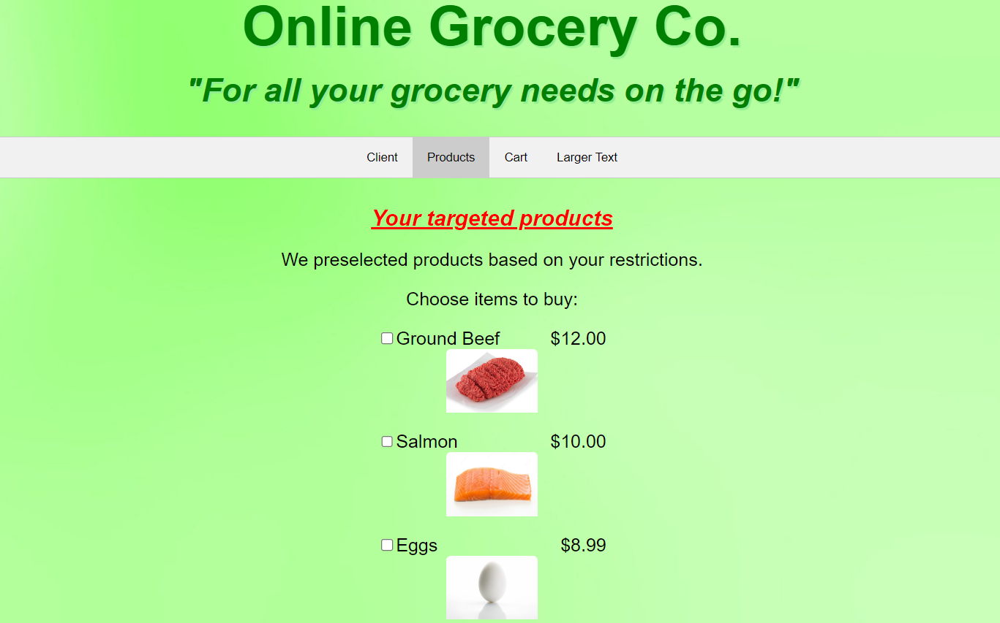 Online Grocery Co.
"For all your grocery needs on the go!"
Client Products Cart Larger Text
Your targeted products
We preselected products based on your restrictions.
Choose items to buy:
Ground Beef $12.00
Salmon $10.00
Eggs $8.99